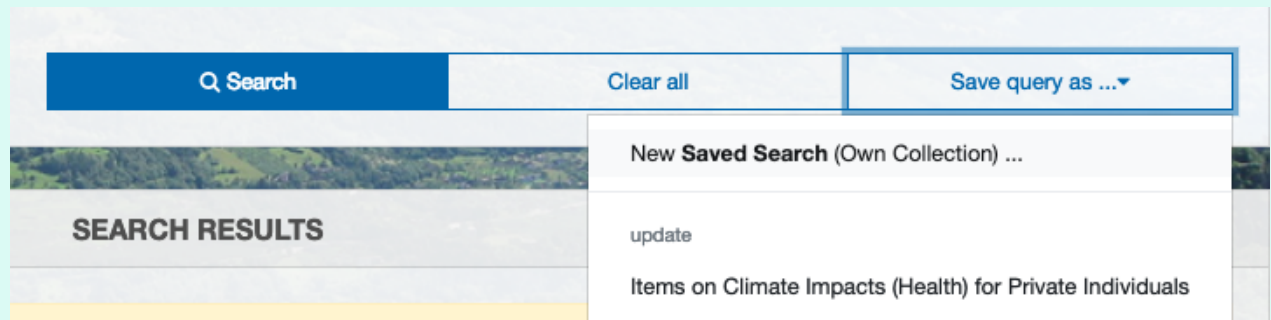 Search
Clear all
Save query as ...
New Saved Search (Own Collection) ...
SEARCH RESULTS
update
Items on Climate Impacts (Health) for Private Individuals